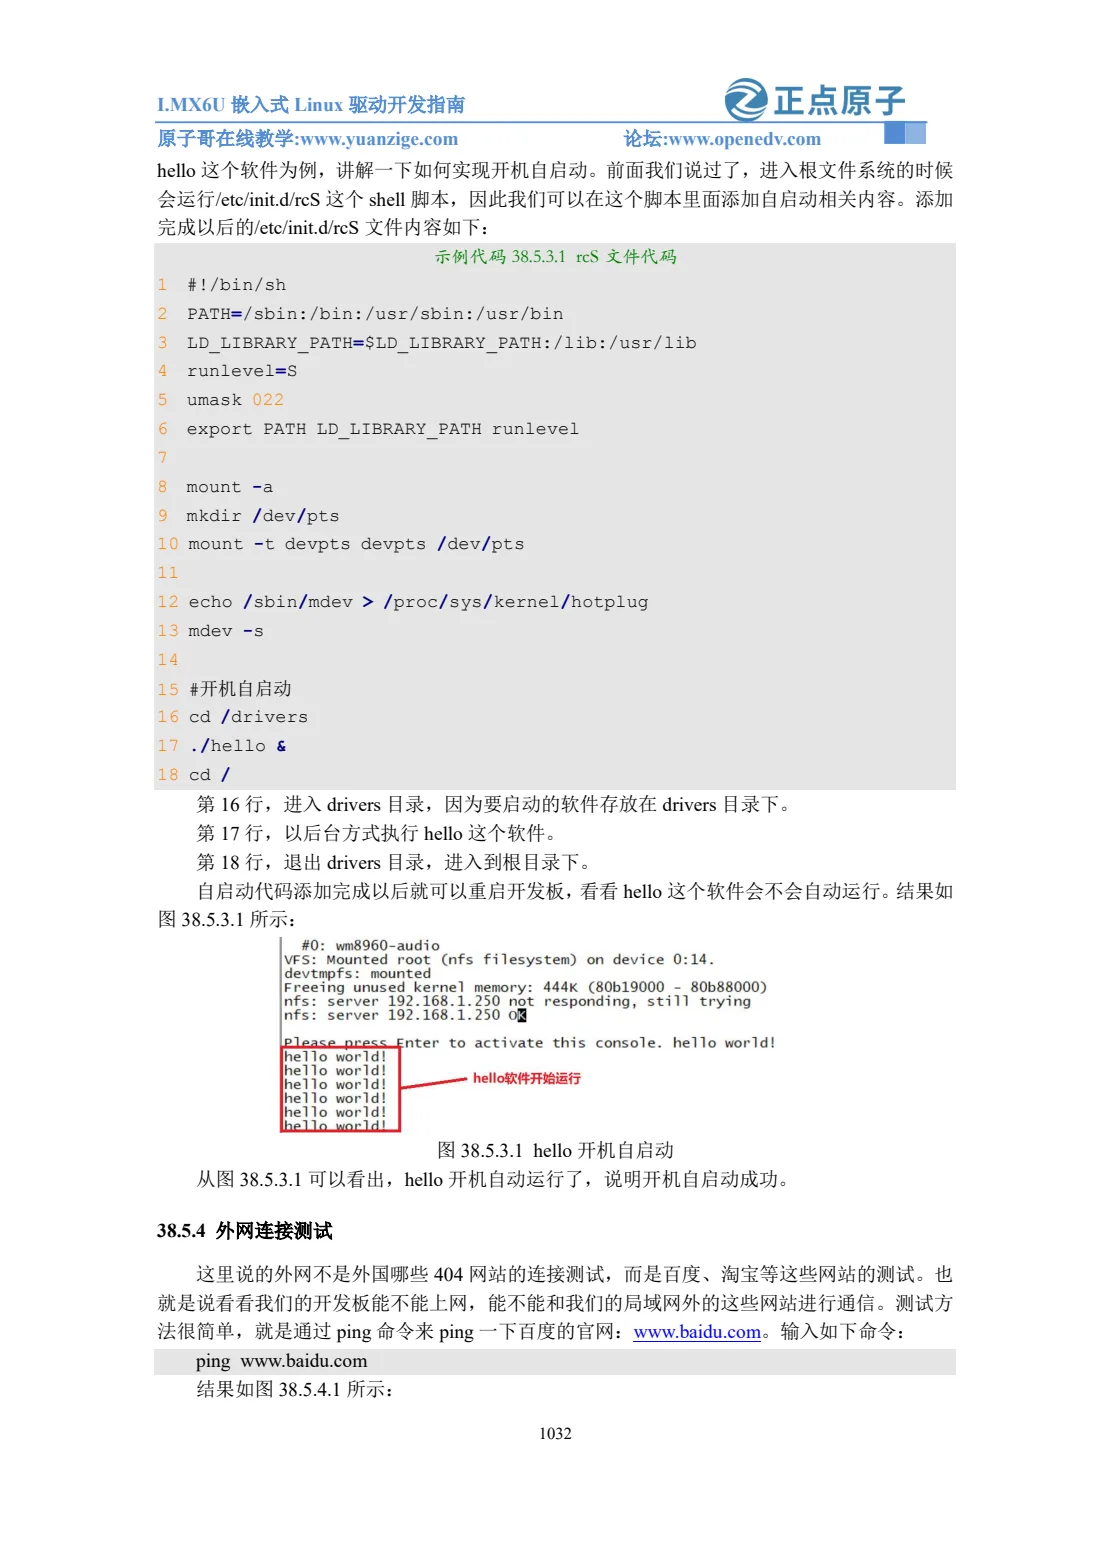 I.MX6U 嵌入式 Linux 驱动开发指南
正点原子
原子哥在线教学:www.yuanzige.com 论坛:www.openedv.com
hello 这个软件为例，讲解一下如何实现开机自启动。前面我们说过了，进入根文件系统的时候
会运行/etc/init.d/rcS 这个 shell 脚本，因此我们可以在这个脚本里面添加自启动相关内容。添加
完成以后的/etc/init.d/rcS 文件内容如下：
示例代码 38.5.3.1 rcS 文件代码
1 #!/bin/sh
2 PATH=/sbin:/bin:/usr/sbin:/usr/bin
3 LD_LIBRARY_PATH=$LD_LIBRARY_PATH:/lib:/usr/lib
4 runlevel=S
5 umask 022
6 export PATH LD_LIBRARY_PATH runlevel
7
8 mount -a
9 mkdir /dev/pts
10 mount -t devpts devpts /dev/pts
11
12 echo /sbin/mdev > /proc/sys/kernel/hotplug
13 mdev -s
14
15 #开机自启动
16 cd /drivers
17 ./hello &
18 cd /
第 16 行，进入 drivers 目录，因为要启动的软件存放在 drivers 目录下。
第 17 行，以后台方式执行 hello 这个软件。
第 18 行，退出 drivers 目录，进入到根目录下。
自启动代码添加完成以后就可以重启开发板，看看 hello 这个软件会不会自动运行。结果如
图 38.5.3.1 所示：
#0: wm8960-audio
VFS: Mounted root (nfs filesystem) on device 0:14.
devtmpfs: mounted
Freeing unused kernel memory: 444K (80b19000 - 80b88000)
nfs: server 192.168.1.250 not responding, still trying
nfs: server 192.168.1.250 OK
Please press Enter to activate this console. hello world!
hello world!
hello world!
hello world!
hello world!
hello world!
hello world!
hello软件开始运行
图 38.5.3.1 hello 开机自启动
从图 38.5.3.1 可以看出，hello 开机自动运行了，说明开机自启动成功。
38.5.4 外网连接测试
这里说的外网不是外国哪些 404 网站的连接测试，而是百度、淘宝等这些网站的测试。也
就是说看看我们的开发板能不能上网，能不能和我们的局域网外的这些网站进行通信。测试方
法很简单，就是通过 ping 命令来 ping 一下百度的官网：www.baidu.com。输入如下命令：
ping www.baidu.com
结果如图 38.5.4.1 所示：
1032